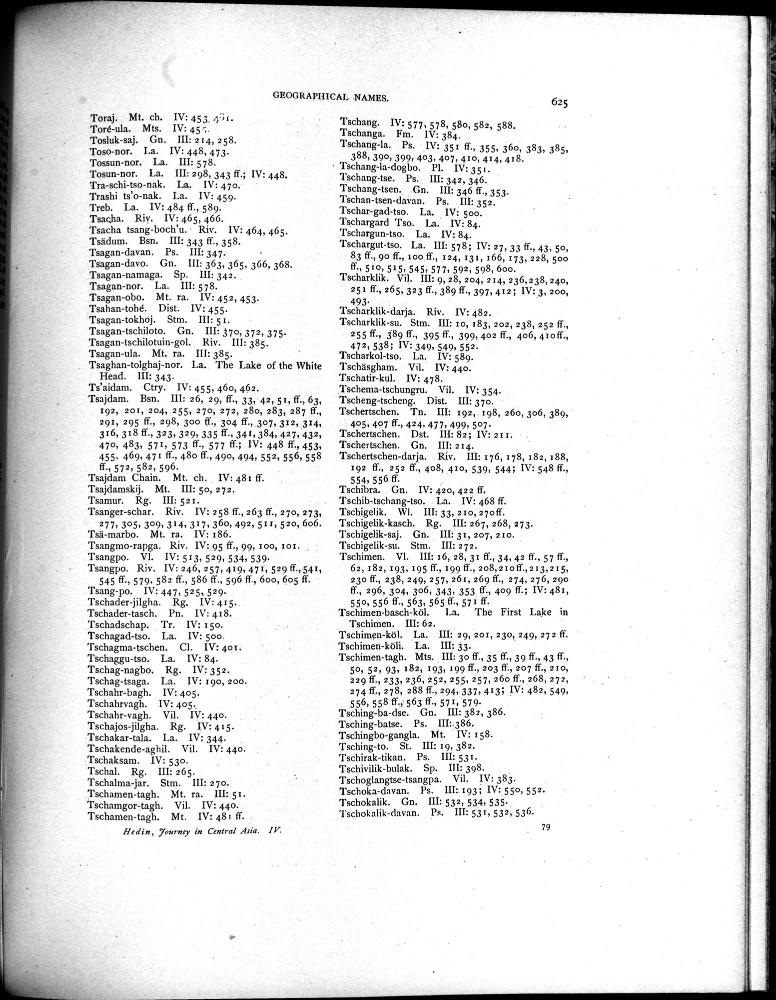 GEOGRAPHICAL NAMES.
625
Toraj. Mt. ch. IV: 453,
Toré-ula. Mts. IV:
Tosluk-saj. Gn. III: 214, 258.
Toso-nor. La. IV: 448, 473.
Tossun-nor. La. III: 578.
Tosun-nor. La. III: 298, 343 ff.; IV: 448.
Tra-schi-tso-nak. La. IV: 470.
Trashi ts'o-nak. La. IV: 459.
Treb. La. IV: 484 ff., 589.
Tsacha. Riv. IV: 465, 466.
Tsacha tsang-boch'u. Riv. IV: 464, 465.
Tsädum. Bsn. III: 343 ff., 358.
Tsagan-davan. Ps. III: 347.
Tsagan-davo. Gn. III: 363, 365, 366, 368.
Tsagan-namaga. Sp. III: 342.
Tsagan-nor. La. III: 578.
Tsagan-obo. Mt. ra. IV: 452, 453.
Tsahan-tohé. Dist. IV: 455.
Tsagan-tokhoj. Stm. III: 51.
Tsagan-tschiloto. Gn. III: 370, 372, 375.
Tsagan-tschilotuin-gol. Riv. III: 385.
Tsagan-ula. Mt. ra. III: 385.
Tsaghan-tolghaj-nor. La. The Lake of the White
Head. III: 343.
Ts'aidam. Ctry. IV: 455, 460, 462.
Tsajdam. Bsn. III: 26, 29, ff., 33, 42, 51, ff., 63,
192, 201, 204, 255, 270, 272, 280, 283, 287 ff.,
291, 295 ff., 298, 300 ff., 304 ff., 307, 312, 314,
316, 318 ff., 323, 329, 335 ff., 341, 384, 427, 432,
470, 483, 571, 573 ff., 577 ff.; IV: 448 ff., 453,
455, 469, 471 ff., 480 ff., 490, 494, 552, 556, 558
ff., 572, 582, 596.
Tsajdam Chain. Mt. ch. IV: 481 ff.
Tsajdamskij. Mt. III: 50, 272.
Tsamur. Rg. III: 521.
Tsanger-schar. Riv. IV: 258 ff., 263 ff., 270, 273,
277, 305, 309, 314, 317, 360, 492, 511, 520, 606.
Tsä-marbo. Mt. ra. IV: 186.
Tsangmo-rapga. Riv. IV: 95 ff., 99, 100, 101.
Tsangpo. Vl. IV: 513, 529, 534, 539.
Tsangpo. Riv. IV: 246, 257, 419, 471, 529 ff., 541,
545 ff., 579, 582 ff., 586 ff., 596 ff., 600, 605 ff.
Tsang-po. IV: 447, 525, 529.
Tschader-jilgha. Rg. IV: 415.
Tschader-tasch. Pn. IV: 418.
Tschadschap. Tr. IV: 150.
Tschagad-tso. La. IV: 500.
Tschagma-tschen. Cl. IV: 401.
Tschaggu-tso. La. IV: 84.
Tschag-nagbo. Rg. IV: 352.
Tschag-tsaga. La. IV: 190, 200.
Tschahr-bagh. IV: 405.
Tschahrvagh. IV: 405.
Tschahr-vagh. Vil. IV: 440.
Tschajos-jilgha. Rg. IV: 415.
Tschakar-tala. La. IV: 344.
Tschakende-aghil. Vil. IV: 440.
Tschaksam. IV: 530.
Tschal. Rg. III: 265.
Tschalma-jar. Stm. III: 270.
Tschamen-tagh. Mt. ra. III: 51.
Tschamgor-tagh. Vil. IV: 440.
Tschamen-tagh. Mt. IV: 481 ff.
Hedin, Journey in Central Asia. IV.
Tschang. IV: 577, 578, 580, 582, 588.
Tschanga. Fm. IV: 384.
Tschang-la. Ps. IV: 351 ff., 355, 360, 383, 385,
388, 390, 399, 403, 407, 410, 414, 418.
Tschang-la-dogbo. Pl. IV: 351.
Tschang-tse. Ps. III: 342, 346.
Tschang-tsen. Gn. III: 346 ff., 353.
Tschan-tsen-davan. Ps. III: 352.
Tschar-gad-tso. La. IV: 500.
Tschargard Tso. La. IV: 84.
Tschargun-tso. La. IV: 84.
Tschargut-tso. La. III: 578; IV: 27, 33 ff., 43, 50,
83 ff., 90 ff., 100 ff., 124, 131, 166, 173, 228, 500
ff., 510, 515, 545, 577, 592, 598, 600.
Tscharklik. Vil. III: 9, 28, 204, 214, 236, 238, 240,
251 ff., 265, 323 ff., 389 ff., 397, 412; IV: 3, 200,
493.
Tscharklik-darja. Riv. IV: 482.
Tscharklik-su. Stm. III: 10, 183, 202, 238, 252 ff.,
255 ff., 389 ff., 395 ff., 399, 402 ff., 406, 410 ff.,
472, 538; IV: 349, 549, 552.
Tscharkol-tso. La. IV: 589.
Tschäsgham. Vil. IV: 440.
Tschatir-kul. IV: 478.
Tschema-tschungru. Vil. IV: 354.
Tscheng-tscheng. Dist. III: 370.
Tschertschen. Tn. III: 192, 198, 260, 306, 389,
405, 407 ff., 424, 477, 499, 507.
Tschertschen. Dst. III: 82; IV: 211.
Tschertschen. Gn. III: 214.
Tschertschen-darja. Riv. III: 176, 178, 182, 188,
192 ff., 252 ff., 408, 410, 539, 544; IV: 548 ff.,
554, 556 ff.
Tschibra. Gn. IV: 420, 422 ff.
Tschib-tschang-tso. La. IV: 468 ff.
Tschigelik. Wl. III: 33, 210, 270 ff.
Tschigelik-kasch. Rg. III: 267, 268, 273.
Tschigelik-saj. Gn. III: 31, 207, 210.
Tschigelik-su. Stm. III: 272.
Tschimen. Vl. III: 16, 28, 31 ff., 34, 42 ff., 57 ff.,
62, 182, 193, 195 ff., 199 ff., 208, 210 ff., 213, 215,
230 ff., 238, 249, 257, 261, 269 ff., 274, 276, 290
ff., 296, 304, 306, 343, 353 ff., 409 ff.; IV: 481,
550, 556 ff., 563, 565 ff., 571 ff.
Tschimen-basch-köl. La. The First Lake in
Tschimen. III: 62.
Tschimen-köl. La. III: 29, 201, 230, 249, 272 ff.
Tschimen-köli. La. III: 33.
Tschimen-tagh. Mts. III: 30 ff., 35 ff., 39 ff., 43 ff.,
50, 52, 93, 182, 193, 199 ff., 203 ff., 207 ff., 210,
229 ff., 233, 236, 252, 255, 257, 260 ff., 268, 272,
274 ff., 278, 288 ff., 294, 337, 413; IV: 482, 549,
556, 558 ff., 563 ff., 571, 579.
Tsching-ba-dse. Gn. III: 382, 386.
Tsching-batse. Ps. III: 386.
Tschingbo-gangla. Mt. IV: 158.
Tsching-to. St. III: 19, 382.
Tschirak-tikan. Ps. III: 531.
Tschivilik-bulak. Sp. III: 398.
Tschoglangtse-tsangpa. Vil. IV: 383.
Tschoka-davan. Ps. III: 193; IV: 550, 552.
Tschokalik. Gn. III: 532, 534, 535.
Tschokalik-davan. Ps. III: 531, 532, 536.
79